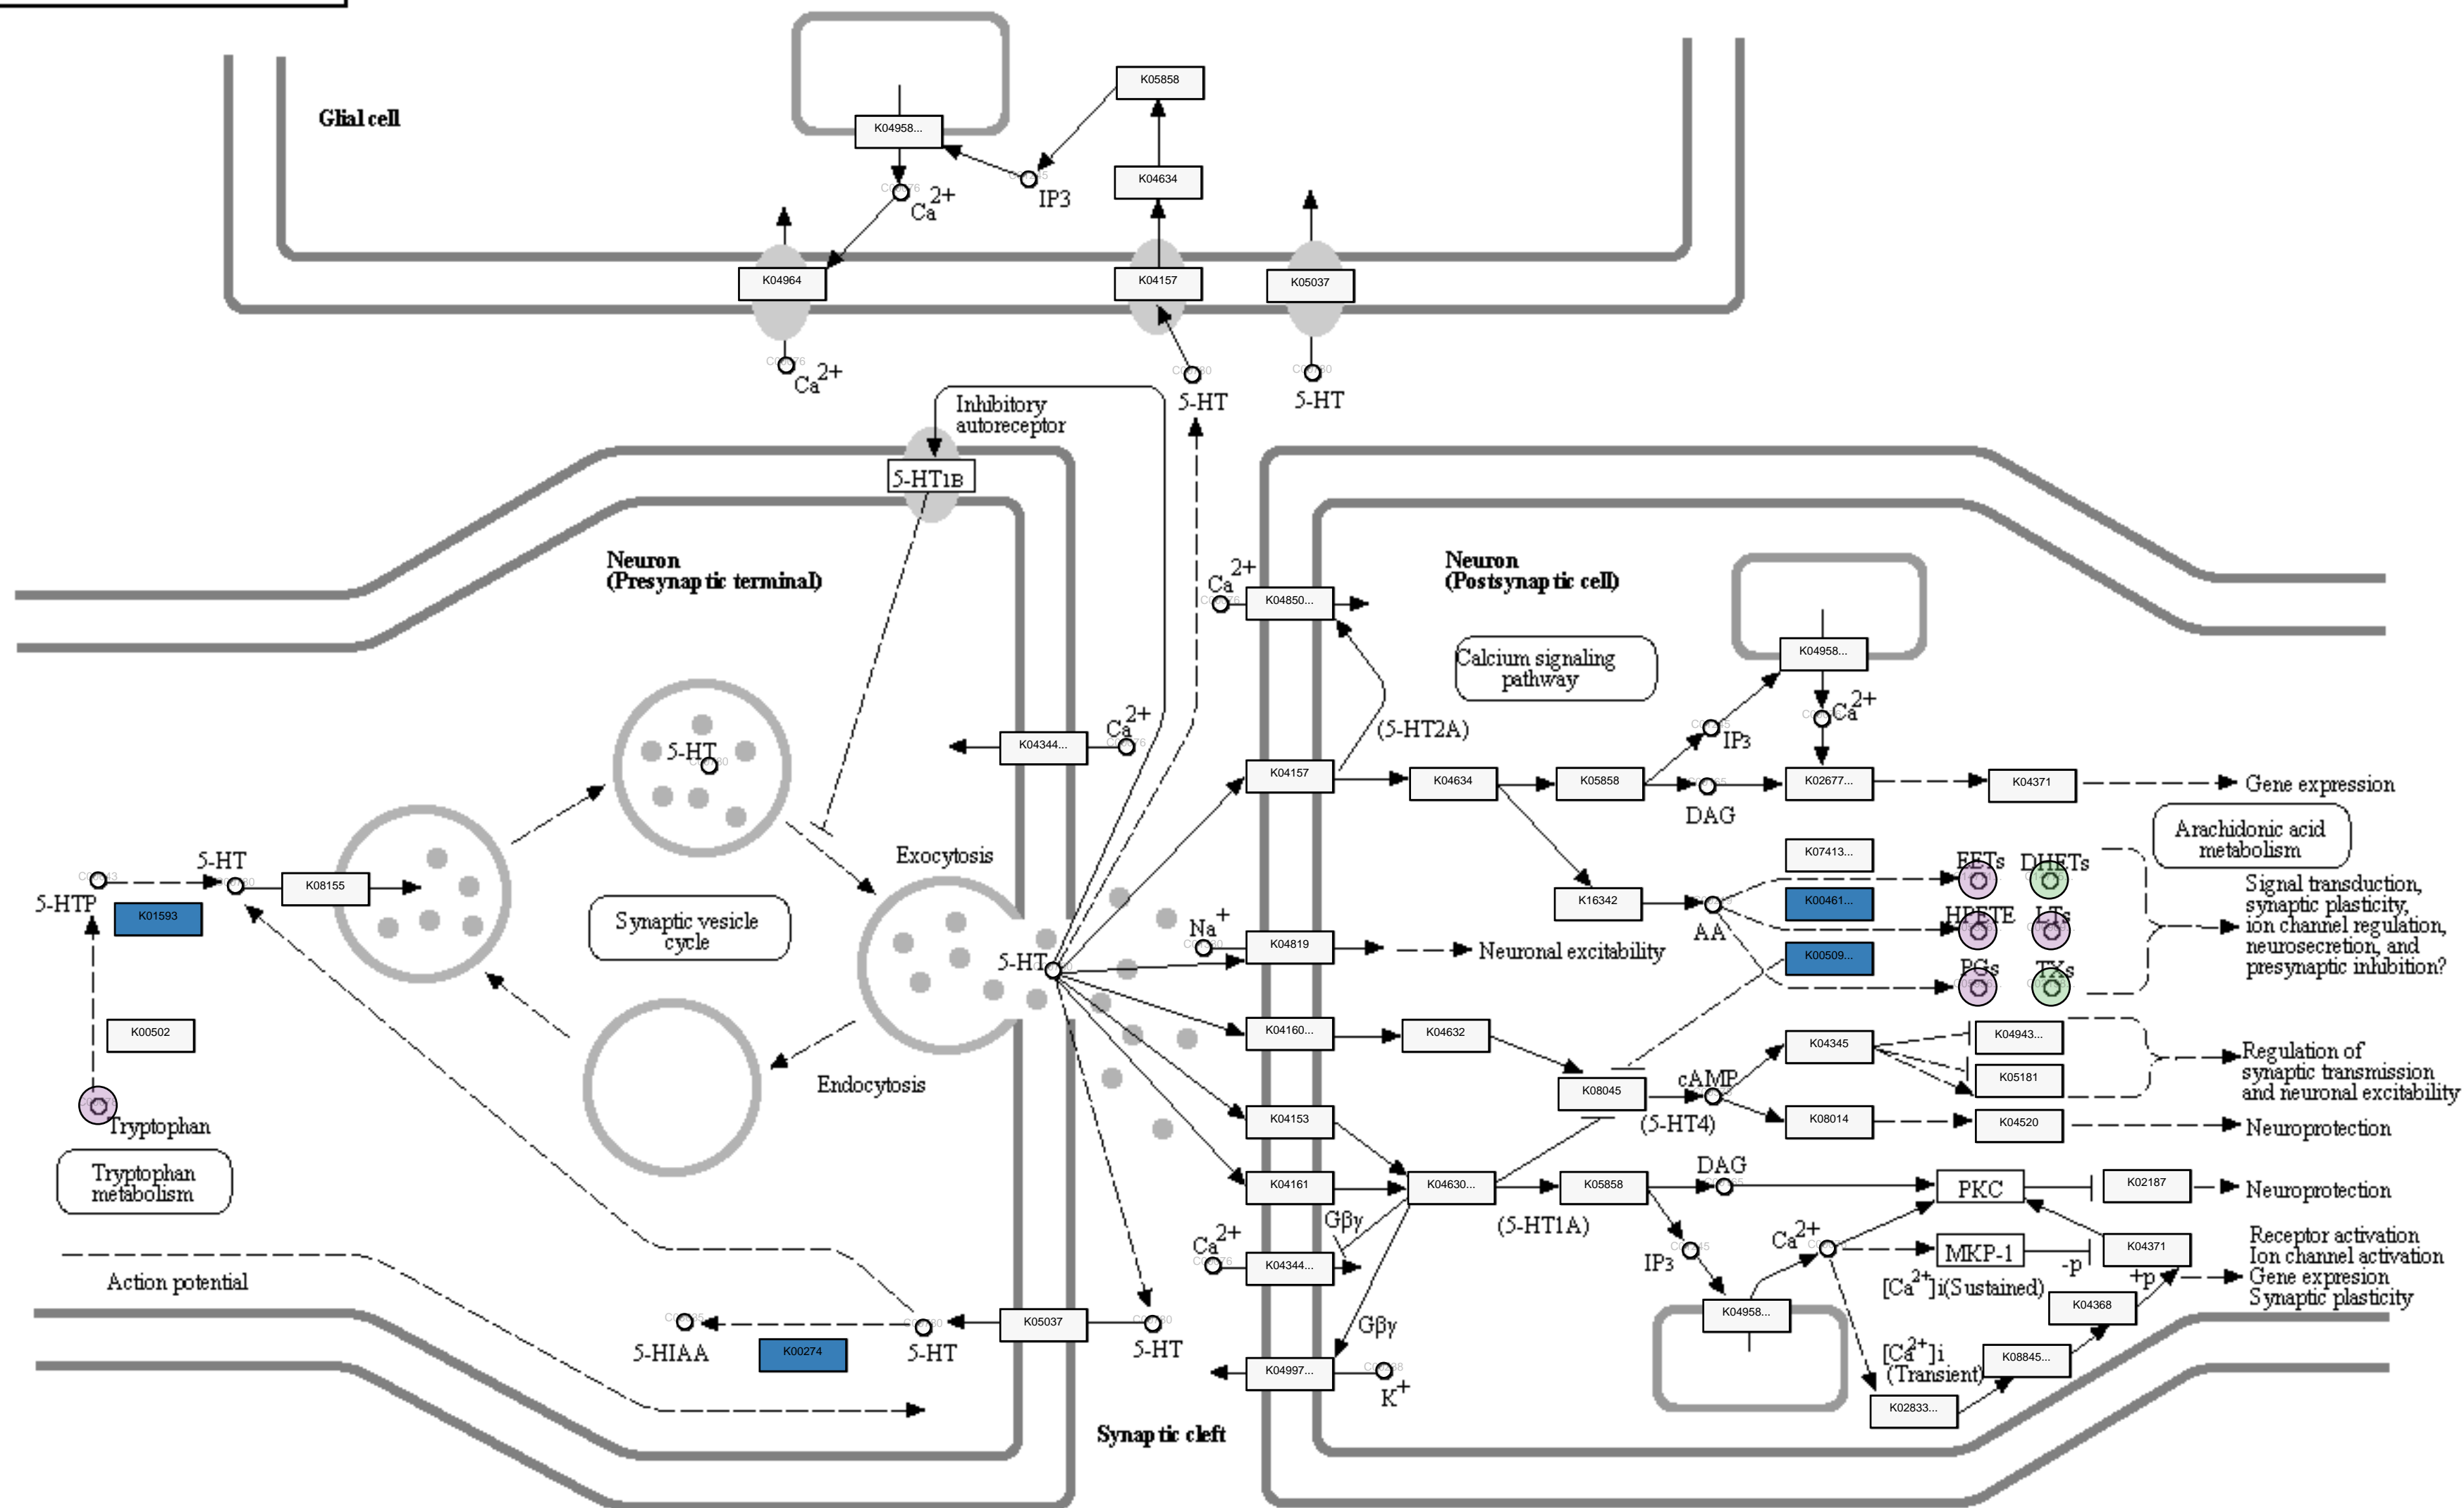 Glial cell
K05858
K04958...
K04634
IP3
Ca2+
K04964
K04157
K05037
Ca2+
5-HT
5-HT
Inhibitory
autoreceptor
5-HT1B
Neuron
(Presynaptic terminal)
Neuron
(Postsynaptic cell)
Ca2+
K04850...
Calcium signaling
pathway
K04958...
Ca2+
(5-HT2A)
IP3
5-HT
K04344...
Ca2+
K04157
K04634
K05858
DAG
K02677...
K04371
Gene expression
Arachidonic acid
metabolism
K07413...
EETs
DHETs
Exocytosis
5-HT
K08155
5-HTP
K01593
Synaptic vesicle
cycle
K16342
AA
K00461...
HPETE
LTs
K00509...
PGs
TXs
Signal transduction,
synaptic plasticity,
ion channel regulation,
neurosecretion, and
presynaptic inhibition?
Na+
K04819
Neuronal excitability
5-HT
K00502
K04160...
K04632
K04345
K04943...
K05181
Regulation of
synaptic transmission
and neuronal excitability
Endocytosis
K08045
cAMP
(5-HT4)
K08014
K04520
Neuroprotection
Tryptophan
Tryptophan
metabolism
K04153
K04161
K04630...
K05858
(5-HT1A)
DAG
PKC
K02187
Neuroprotection
Gβγ
Ca2+
K04344...
IP3
Ca2+
MKP-1
-p
K04371
+p
Receptor activation
Ion channel activation
Gene expresion
Synaptic plasticity
[Ca2+]i(Sustained)
K04368
Action potential
5-HIAA
K00274
5-HT
K05037
5-HT
Gβγ
K04958...
[Ca2+]i
(Transient)
K08845...
K04997...
K+
K02833...
Synaptic cleft